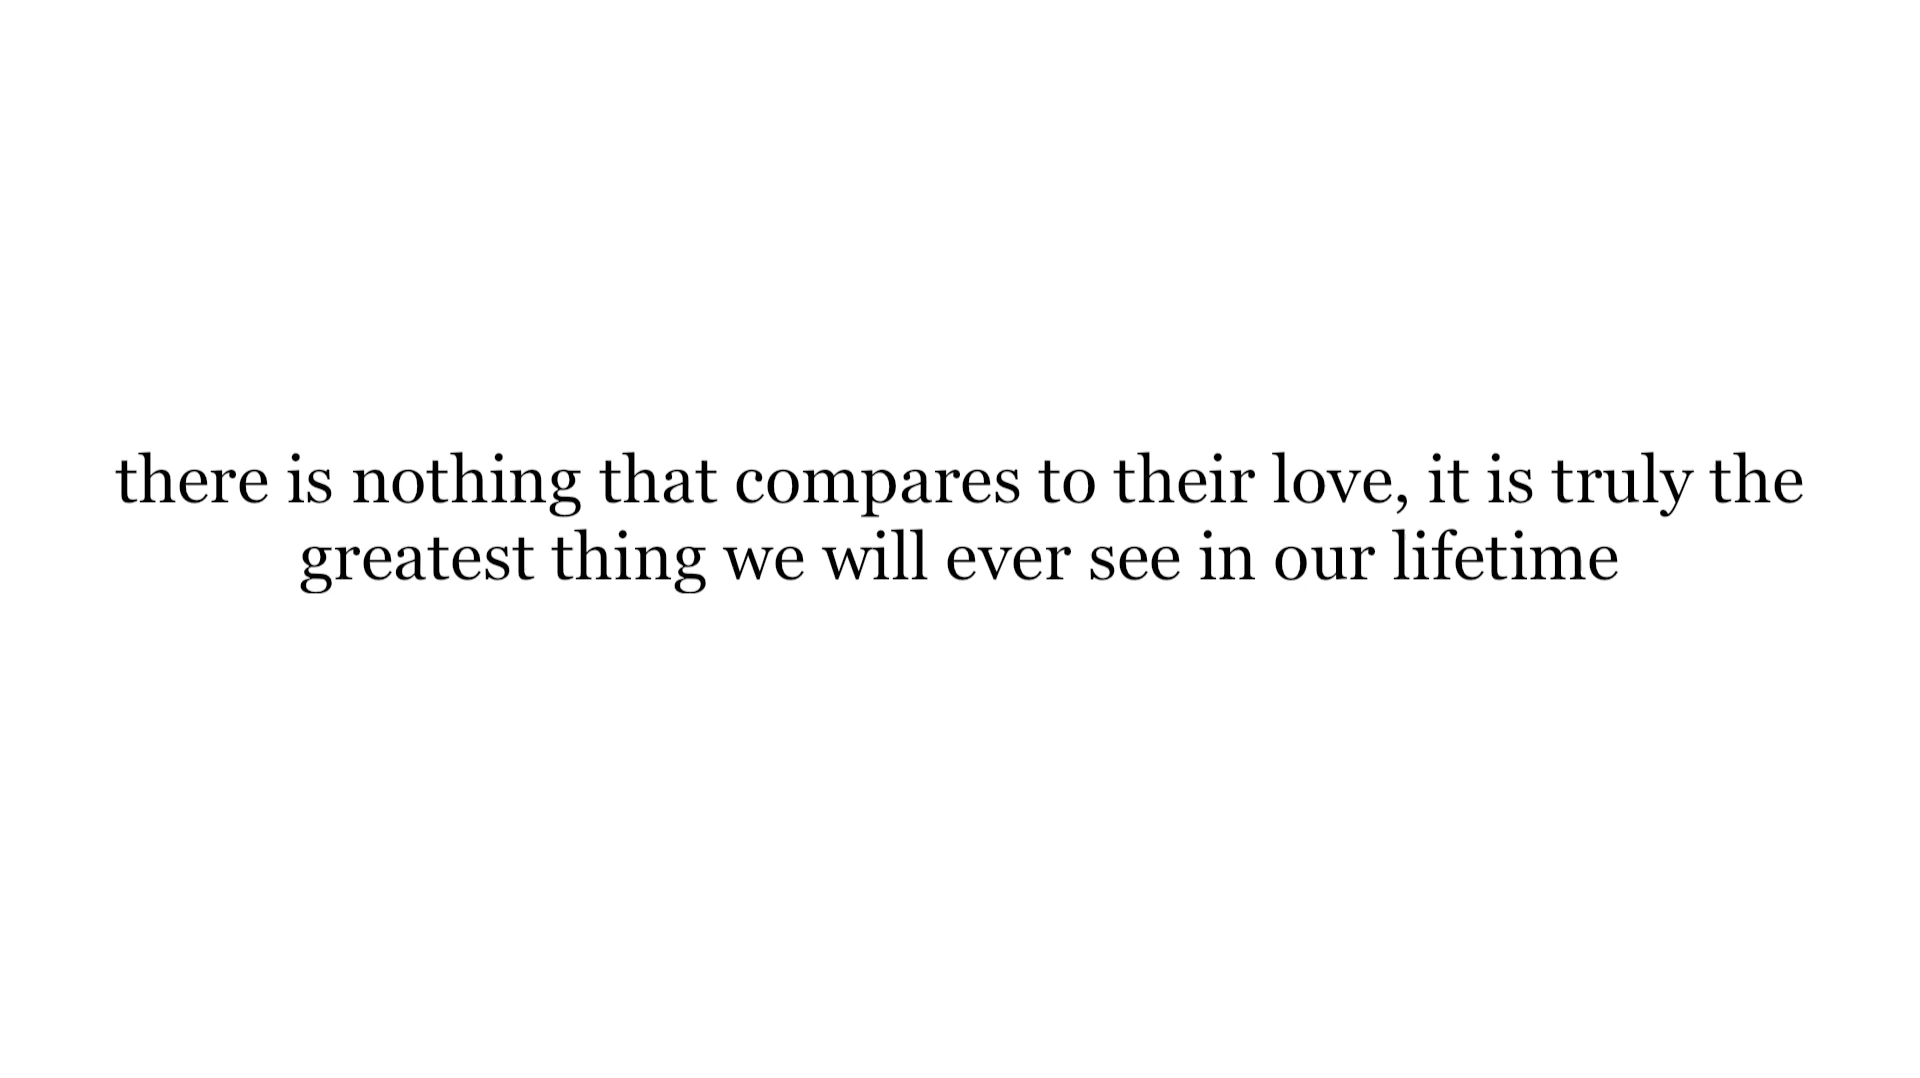 there is nothing that compares to their love, it is truly the
greatest thing we will ever see in our lifetime